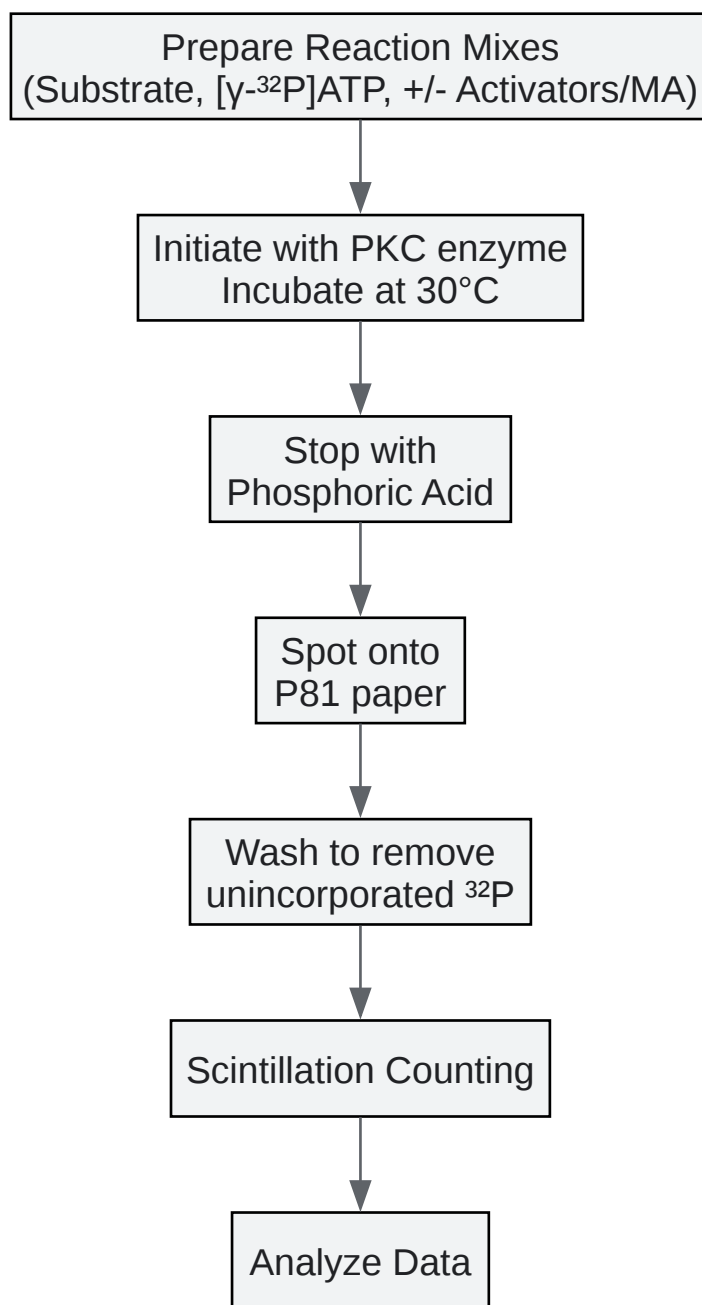 Prepare Reaction Mixes
(Substrate, [γ-³²P]ATP, +/- Activators/MA)
Initiate with PKC enzyme
Incubate at 30°C
Stop with
Phosphoric Acid
Spot onto
P81 paper
Wash to remove
unincorporated ³²P
Scintillation Counting
Analyze Data